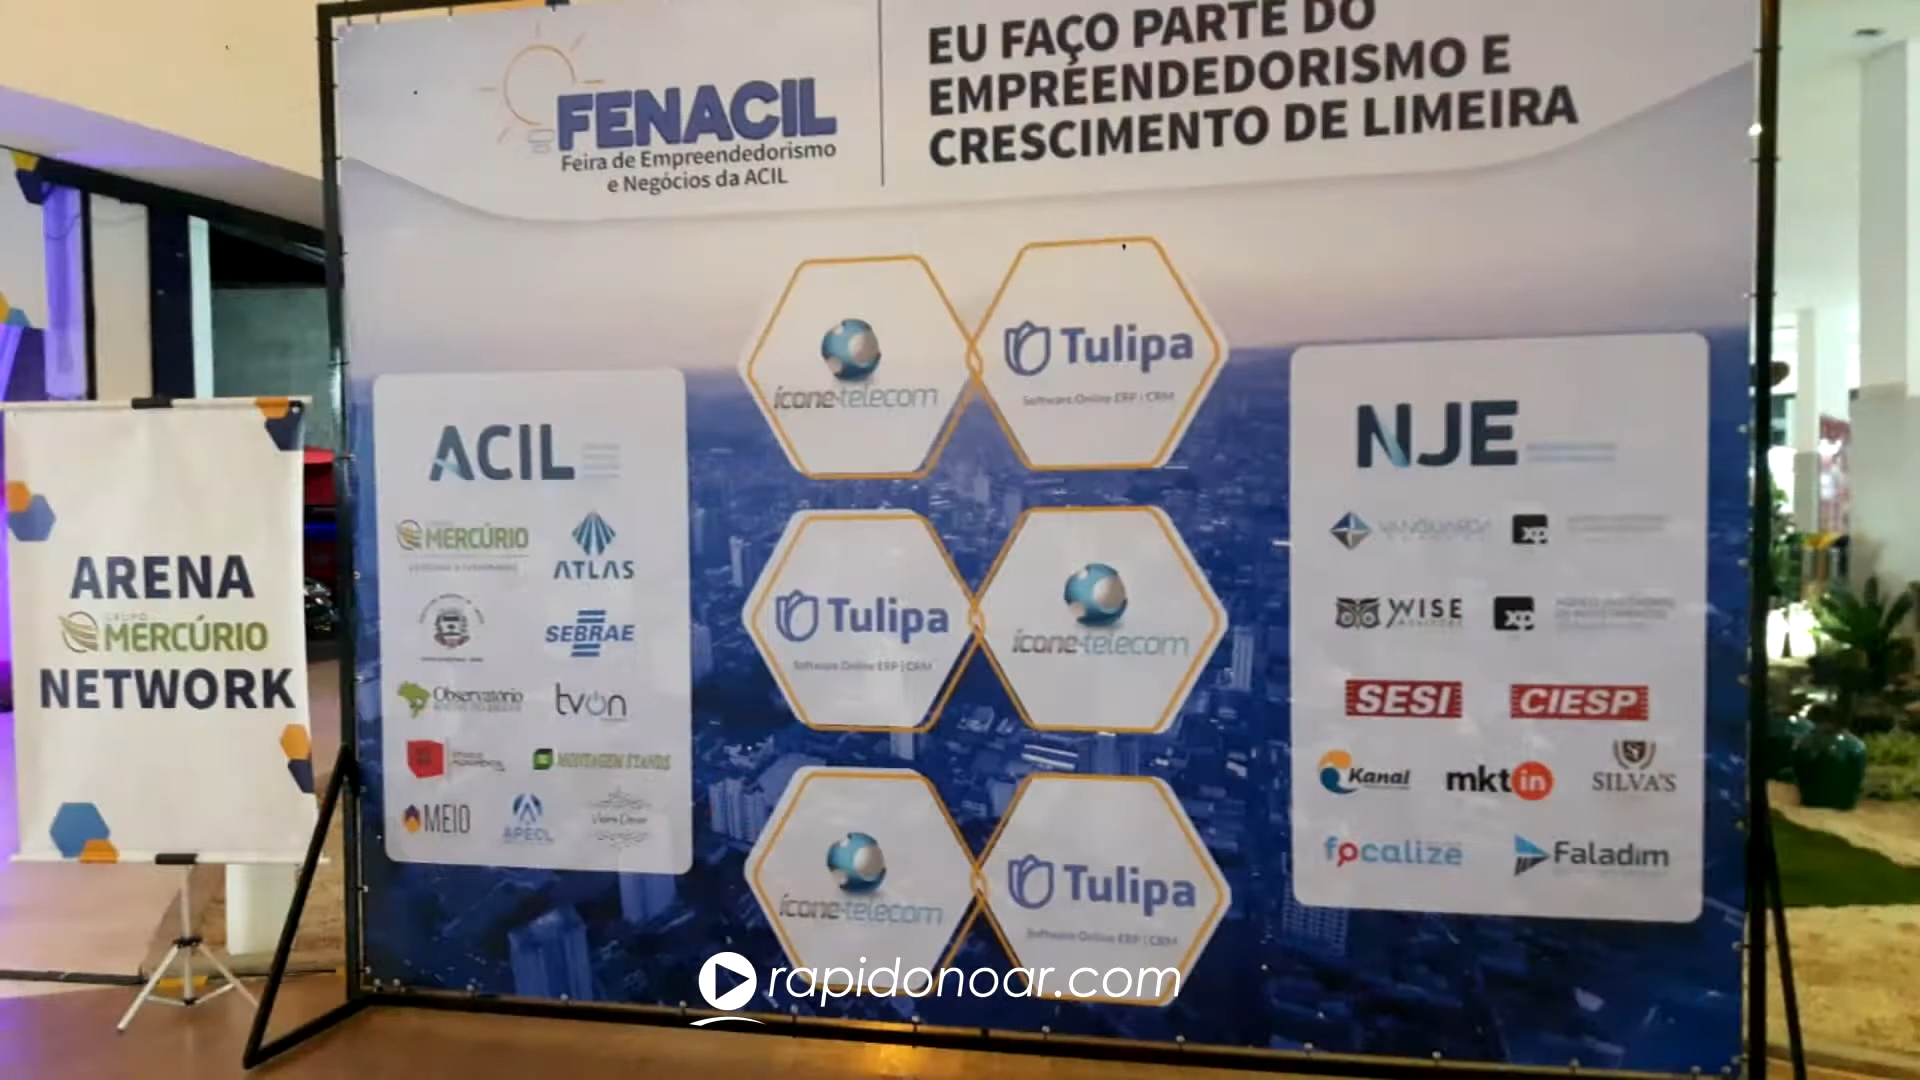 FENACIL
Feira de Empreendedorismo
e Negócios da ACIL
EU FAÇO PARTE DO
EMPREENDEDORISMO E
CRESCIMENTO DE LIMEIRA
ARENA
GRUPO
MERCÚRIO
NETWORK
ACIL
MERCÚRIO
ATLAS
SEBRAE
Observatório
tvon
MONTAGEM STANDS
MEIO
APECL
ícone-telecom
Tulipa
Software Online ERP | CRM
Tulipa
Software Online ERP | CRM
ícone-telecom
ícone-telecom
Tulipa
Software Online ERP | CRM
NJE
VANGUARDA
xp
WISE
xp
SESI
CIESP
Kanal
mktin
SILVA'S
focalize
Faladim
rapidonoar.com